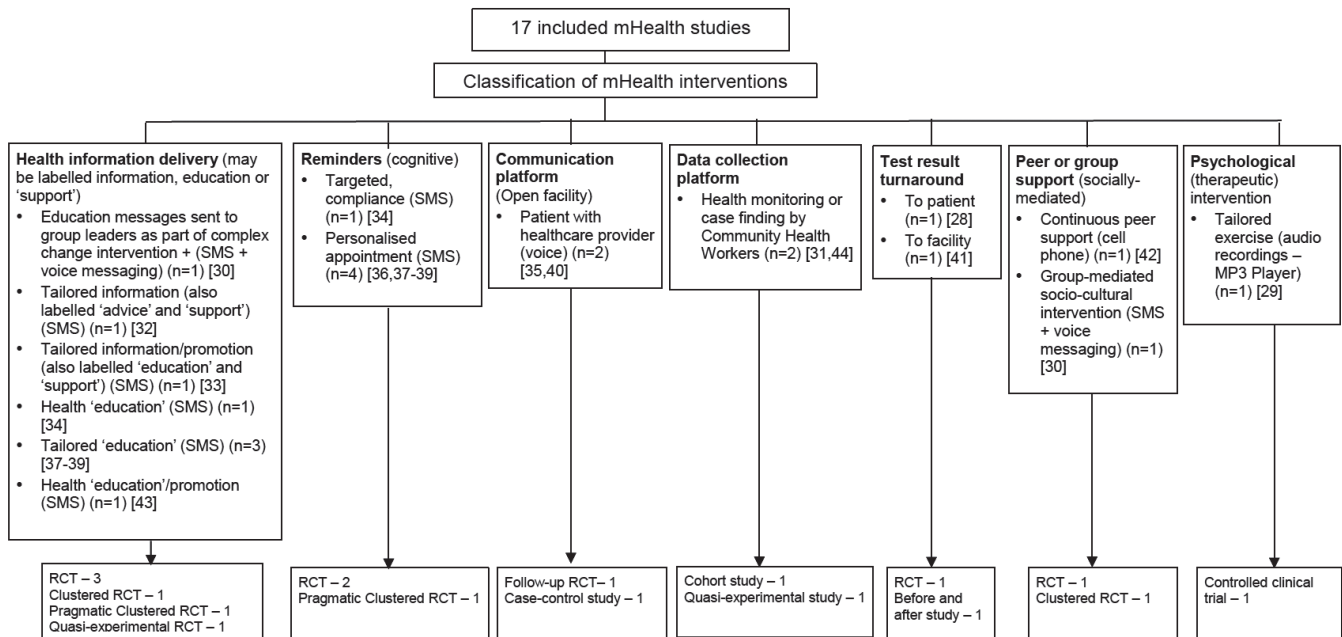 17 included mHealth studies
Classification of mHealth interventions
Health information delivery (may
be labelled information, education or
‘support’)
• Education messages sent to
group leaders as part of complex
change intervention + (SMS +
voice messaging) (n=1) [30]
• Tailored information (also
labelled ‘advice’ and ‘support’)
(SMS) (n=1) [32]
• Tailored information/promotion
(also labelled ‘education’ and
‘support’) (SMS) (n=1) [33]
• Health ‘education’ (SMS) (n=1)
[34]
• Tailored ‘education’ (SMS) (n=3)
[37-39]
• Health ‘education’/promotion
(SMS) (n=1) [43]
Reminders (cognitive)
• Targeted,
compliance (SMS)
(n=1) [34]
• Personalised
appointment (SMS)
(n=4) [36,37-39]
Communication
platform
(Open facility)
• Patient with
healthcare provider
(voice) (n=2)
[35,40]
Data collection
platform
• Health monitoring or
case finding by
Community Health
Workers (n=2) [31,44]
Test result
turnaround
• To patient
(n=1) [28]
• To facility
(n=1) [41]
Peer or group
support (socially-
mediated)
• Continuous peer
support (cell
phone) (n=1) [42]
• Group-mediated
socio-cultural
intervention (SMS
+ voice
messaging) (n=1)
[30]
Psychological
(therapeutic)
intervention
• Tailored
exercise (audio
recordings –
MP3 Player)
(n=1) [29]
RCT – 3
Clustered RCT – 1
Pragmatic Clustered RCT – 1
Quasi-experimental RCT – 1
RCT – 2
Pragmatic Clustered RCT – 1
Follow-up RCT– 1
Case-control study – 1
Cohort study – 1
Quasi-experimental study – 1
RCT – 1
Before and
after study – 1
RCT – 1
Clustered RCT – 1
Controlled clinical
trial – 1